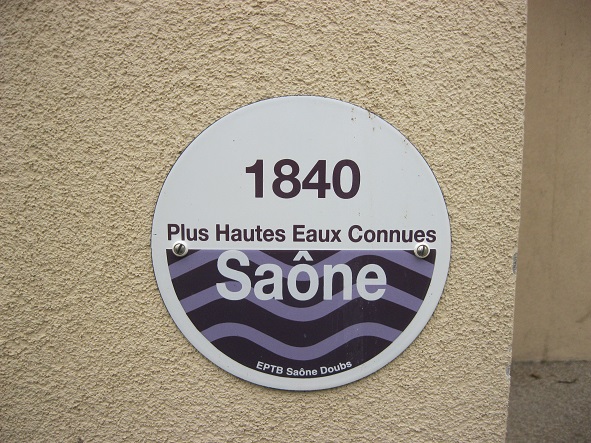 1840
Plus Hautes Eaux Connues
Saône
EPTB Saône Doubs